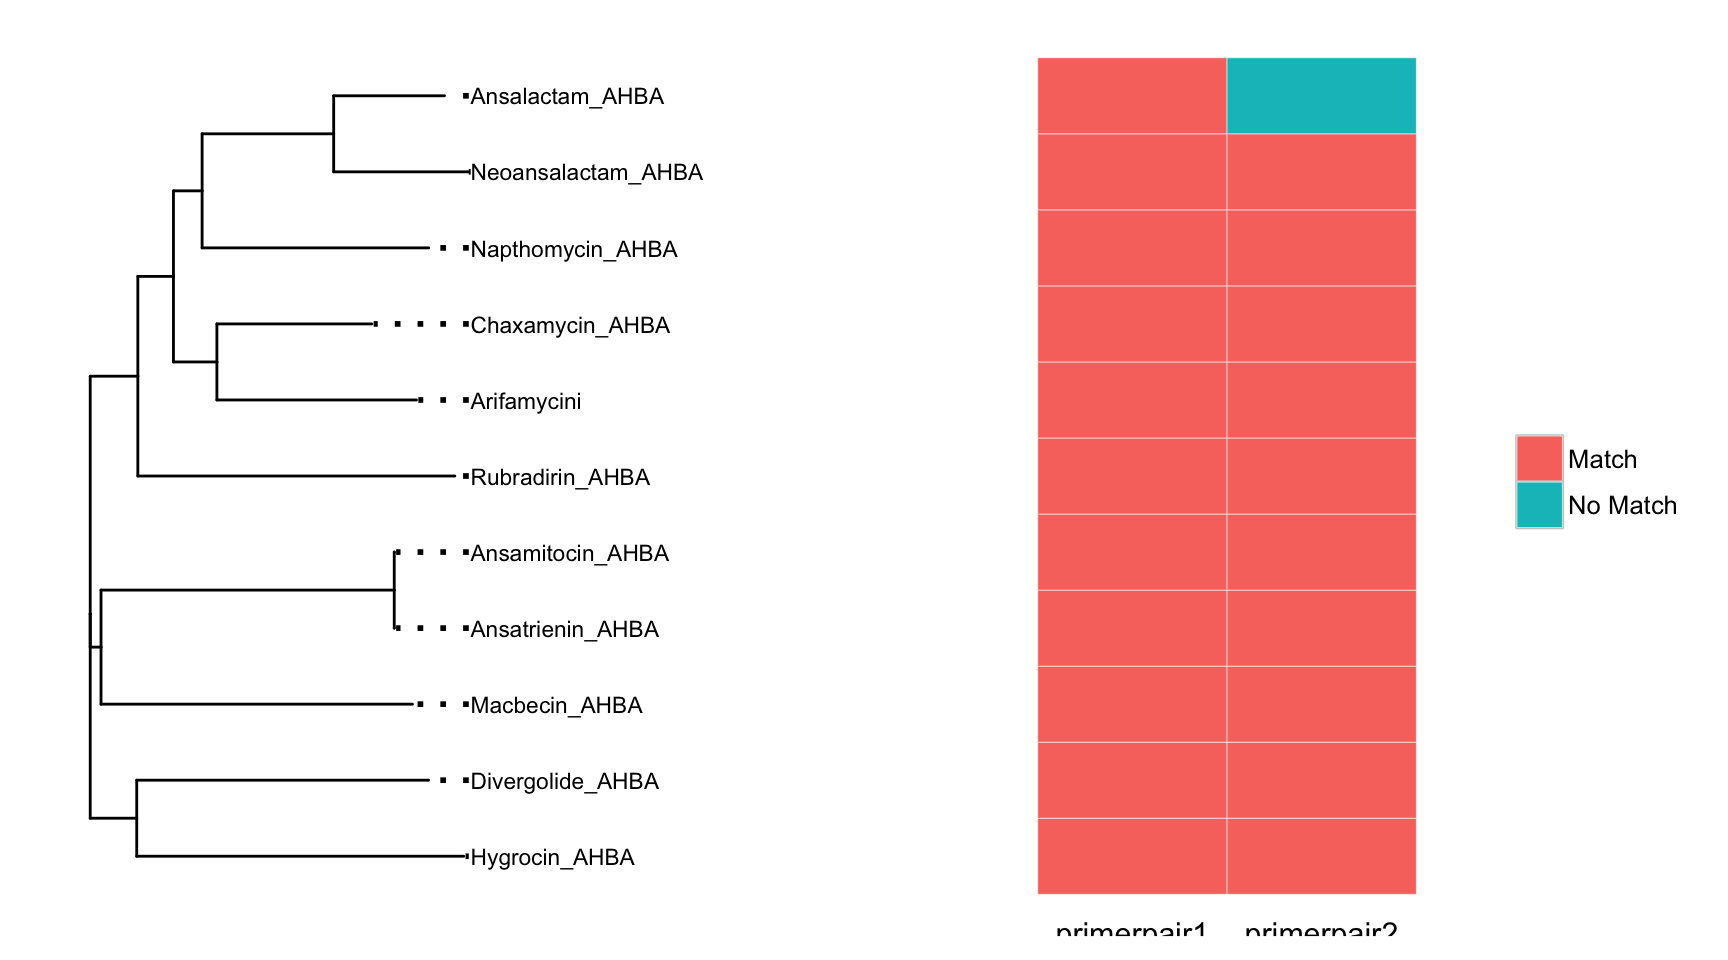 Ansalactam_AHBA
Neoansalactam_AHBA
Napthomycin_AHBA
Chaxamycin_AHBA
Arifamycini
Rubradirin_AHBA
Ansamitocin_AHBA
Ansatrienin_AHBA
Macbecin_AHBA
Divergolide_AHBA
Hygrocin_AHBA
Match
No Match
primerpair1 primerpair2